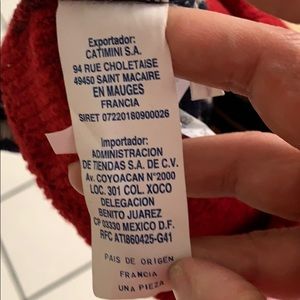 Exportador:
CATIMINI S.A.
94 RUE CHOLETAISE
49450 SAINT MACAIRE
EN MAUGES
FRANCIA
SIRET 07220180900026
Importador:
ADMINISTRACION
DE TIENDAS S.A. DE C.V.
Av. COYOACAN N°2000
LOC. 301 COL. XOCO
DELEGACION
BENITO JUAREZ
CP 03330 MEXICO D.F.
RFC ATI860425-G41
PAIS DE ORIGEN
FRANCIA
UNA PIEZA